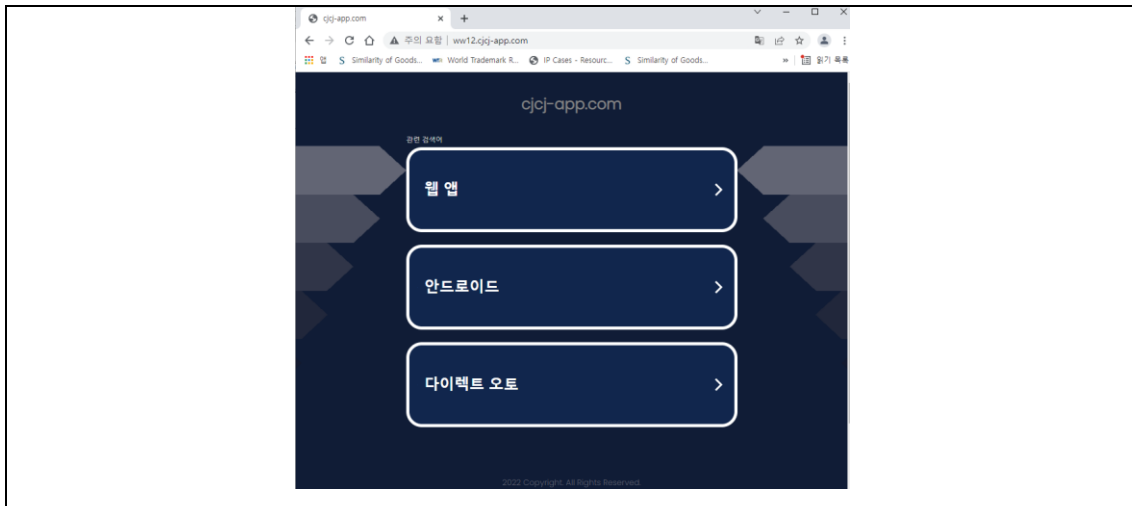 cjcj-app.com
주의 요함 | ww12.cjcj-app.com
앱 Similarity of Goods... World Trademark R... IP Cases - Resourc... Similarity of Goods... » 읽기 목록
cjcj-app.com
관련 검색어
웹 앱
안드로이드
다이렉트 오토
2022 Copyright. All Rights Reserved.